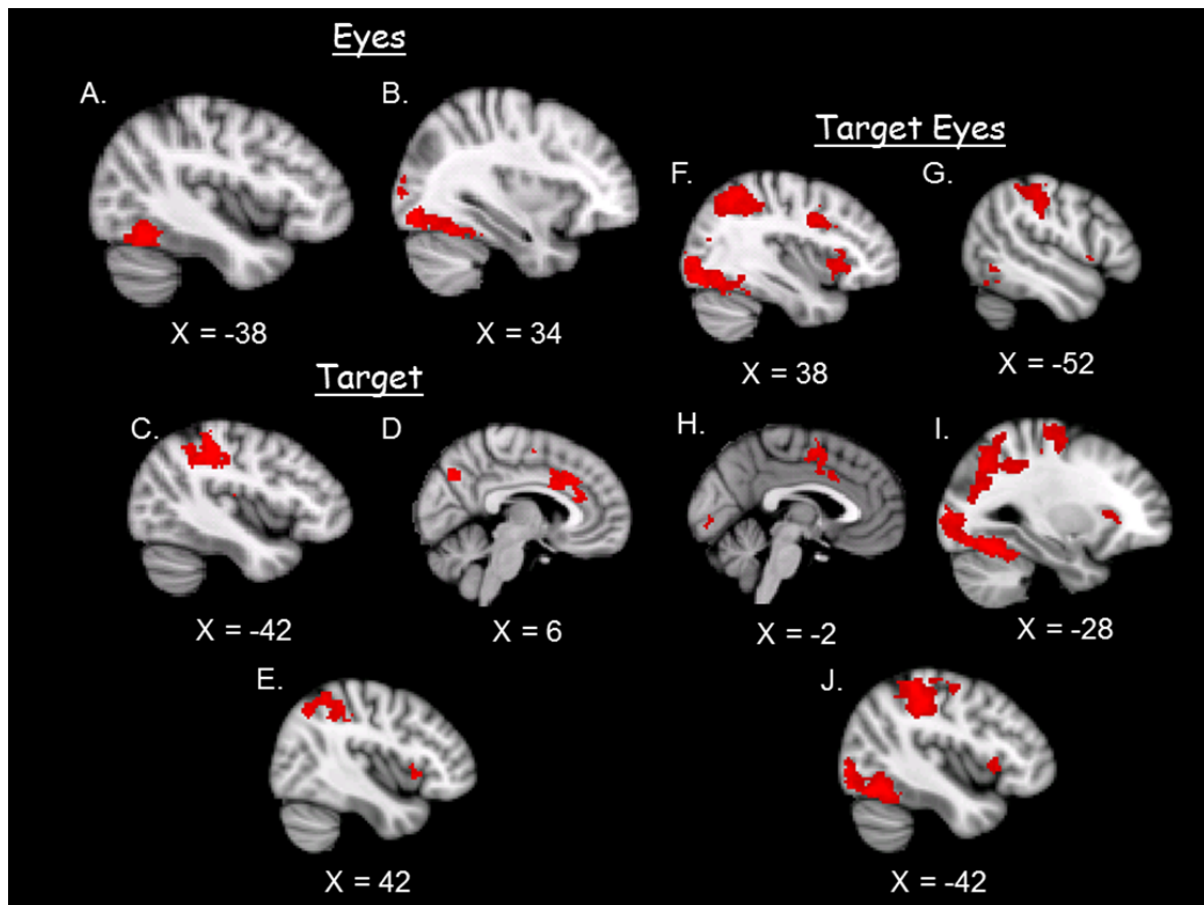 Eyes
A.
B.
X = -38
X = 34
Target
C.
D
X = -42
X = 6
E.
X = 42
Target Eyes
F.
G.
X = 38
X = -52
H.
I.
X = -2
X = -28
J.
X = -42